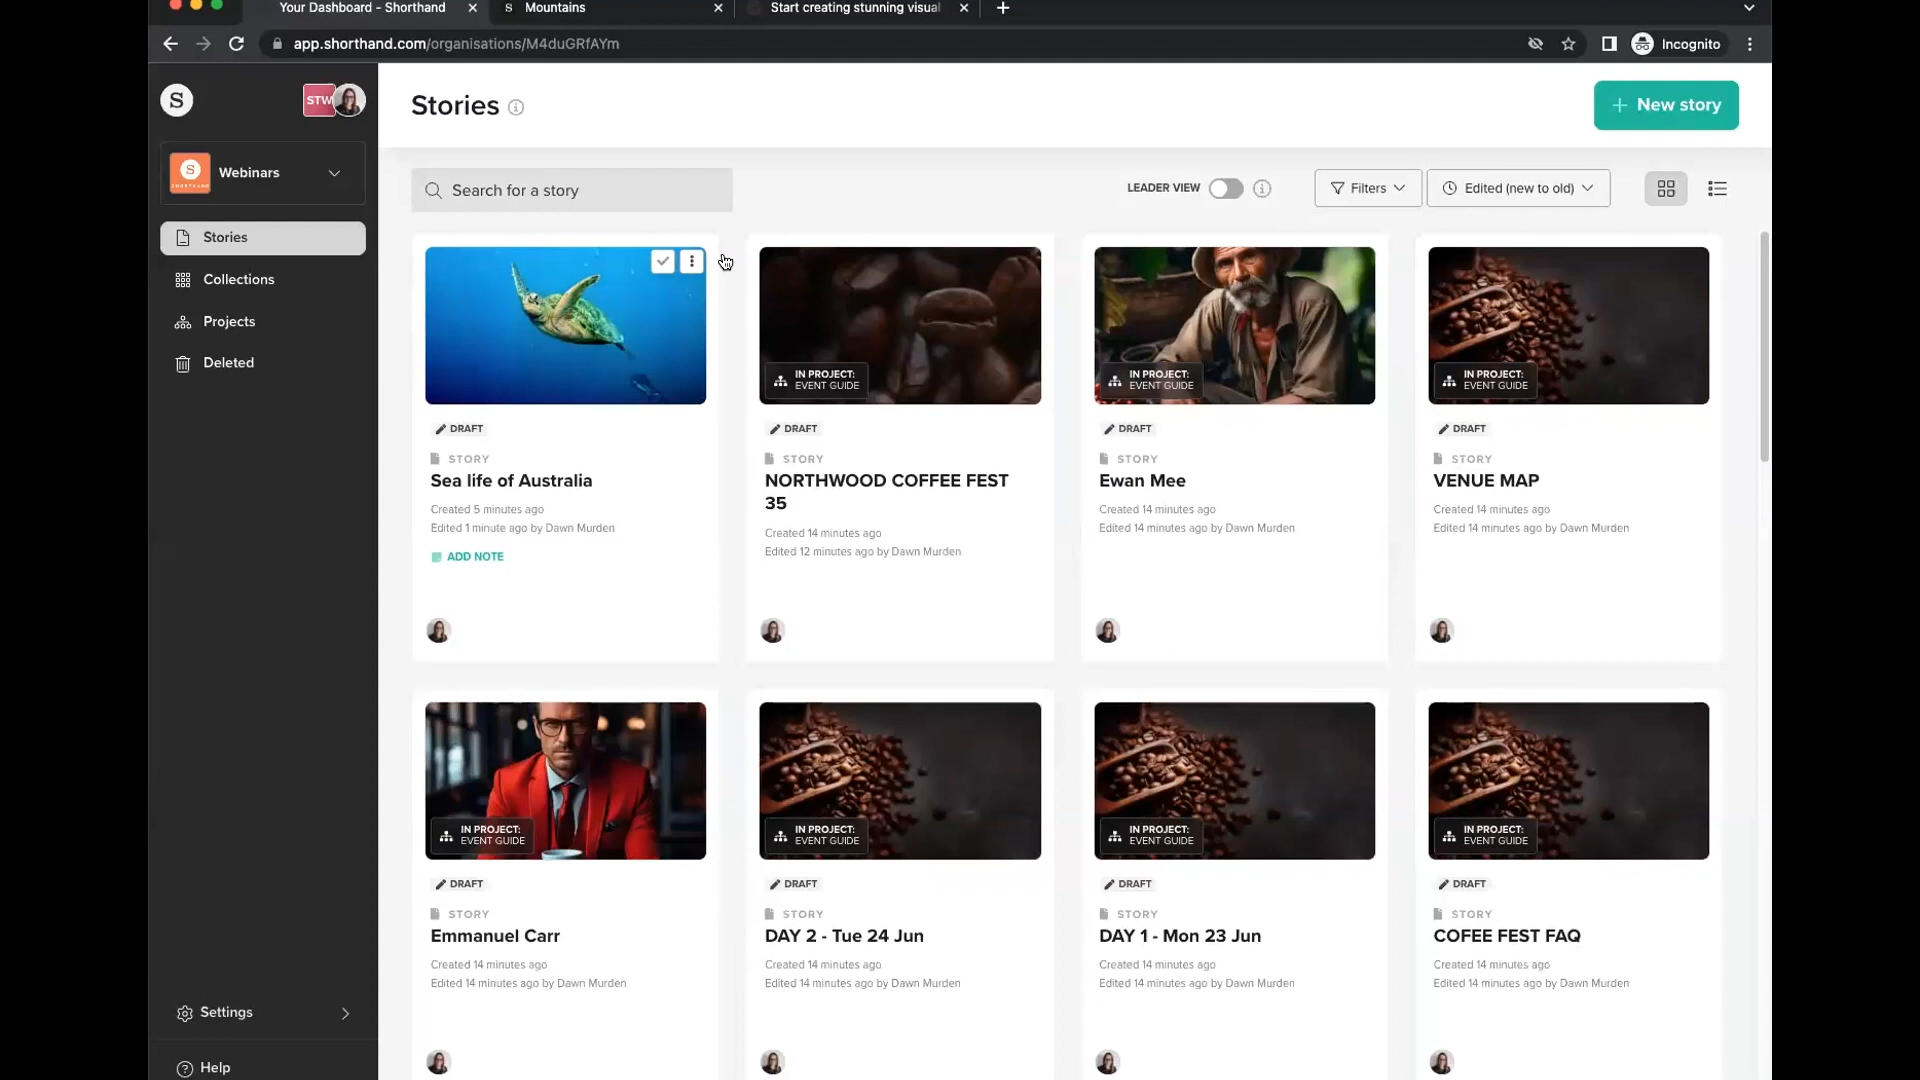 Your Dashboard - Shorthand
S Mountains
Start creating stunning visual
app.shorthand.com/organisations/M4duGRfAYm
Incognito
S
STW
S
SHORTHAND
Webinars
Stories
Collections
Projects
Deleted
Settings
Help
Stories
+ New story
Search for a story
LEADER VIEW
Filters
Edited (new to old)
DRAFT
STORY
Sea life of Australia
Created 5 minutes ago
Edited 1 minute ago by Dawn Murden
ADD NOTE
IN PROJECT:
EVENT GUIDE
DRAFT
STORY
NORTHWOOD COFFEE FEST
35
Created 14 minutes ago
Edited 12 minutes ago by Dawn Murden
IN PROJECT:
EVENT GUIDE
DRAFT
STORY
Ewan Mee
Created 14 minutes ago
Edited 14 minutes ago by Dawn Murden
IN PROJECT:
EVENT GUIDE
DRAFT
STORY
VENUE MAP
Created 14 minutes ago
Edited 14 minutes ago by Dawn Murden
IN PROJECT:
EVENT GUIDE
DRAFT
STORY
Emmanuel Carr
Created 14 minutes ago
Edited 14 minutes ago by Dawn Murden
IN PROJECT:
EVENT GUIDE
DRAFT
STORY
DAY 2 - Tue 24 Jun
Created 14 minutes ago
Edited 14 minutes ago by Dawn Murden
IN PROJECT:
EVENT GUIDE
DRAFT
STORY
DAY 1 - Mon 23 Jun
Created 14 minutes ago
Edited 14 minutes ago by Dawn Murden
IN PROJECT:
EVENT GUIDE
DRAFT
STORY
COFEE FEST FAQ
Created 14 minutes ago
Edited 14 minutes ago by Dawn Murden